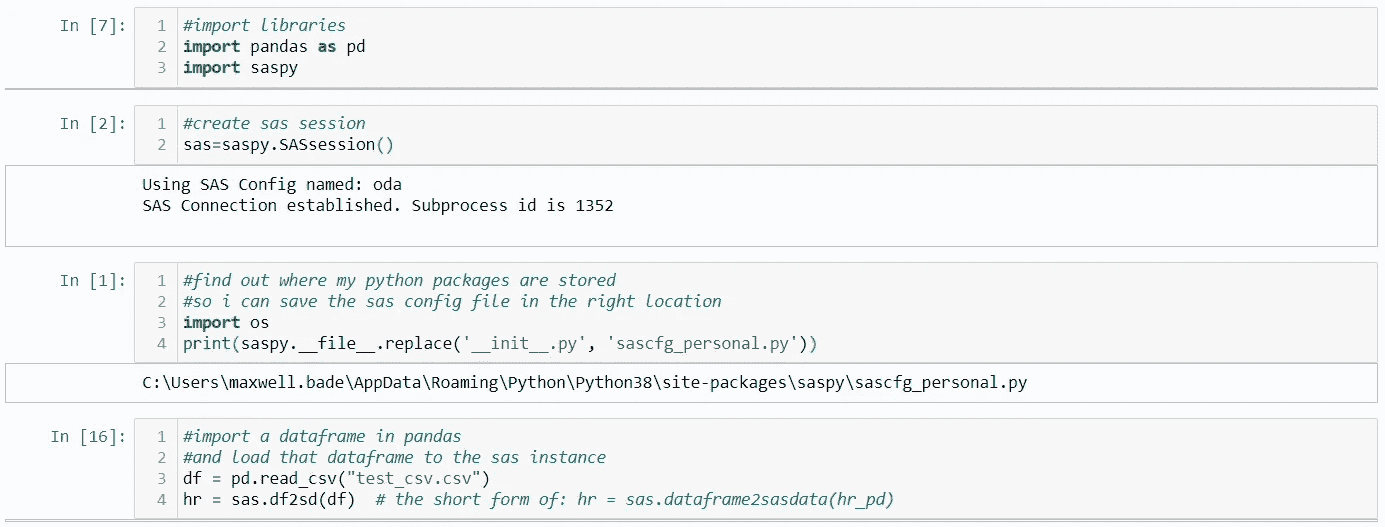 In [7]:
1 #import libraries
2 import pandas as pd
3 import saspy
In [2]:
1 #create sas session
2 sas=saspy.SASsession()
Using SAS Config named: oda
SAS Connection established. Subprocess id is 1352
In [1]:
1 #find out where my python packages are stored
2 #so i can save the sas config file in the right location
3 import os
4 print(saspy.__file__.replace('__init__.py', 'sascfg_personal.py'))
C:\Users\maxwell.bade\AppData\Roaming\Python\Python38\site-packages\saspy\sascfg_personal.py
In [16]:
1 #import a dataframe in pandas
2 #and load that dataframe to the sas instance
3 df = pd.read_csv("test_csv.csv")
4 hr = sas.df2sd(df)  # the short form of: hr = sas.dataframe2sasdata(hr_pd)